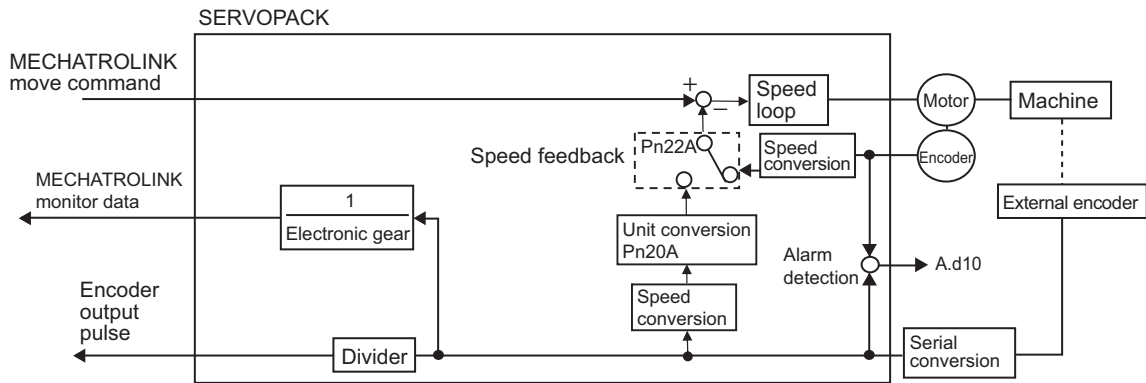 SERVOPACK
MECHATROLINK
move command
+
−
Speed
loop
Motor
Machine
Speed feedback
Pn22A
Speed
conversion
Encoder
MECHATROLINK
monitor data
1
Electronic gear
Unit conversion
Pn20A
External encoder
Alarm
detection
A.d10
Encoder
output
pulse
Speed
conversion
Divider
Serial
conversion